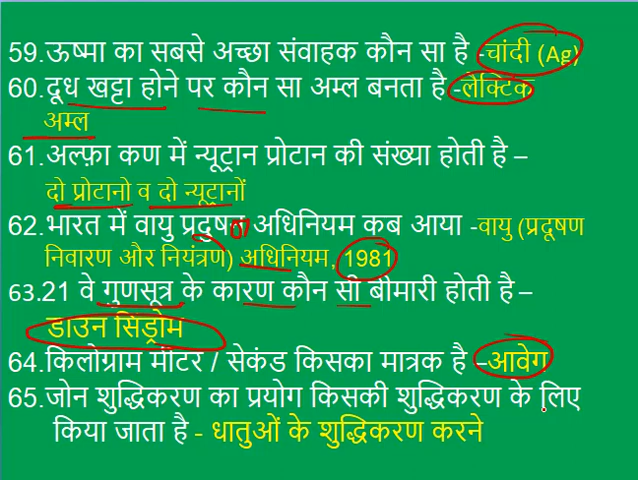 59.ऊष्मा का सबसे अच्छा संवाहक कौन सा है -चांदी (Ag)
60.दूध खट्टा होने पर कौन सा अम्ल बनता है -लैक्टिक
अम्ल
61.अल्फ़ा कण में न्यूट्रान प्रोटान की संख्या होती है –
दो प्रोटानो व दो न्यूट्रानों
62.भारत में वायु प्रदुषण अधिनियम कब आया -वायु (प्रदूषण
निवारण और नियंत्रण) अधिनियम, 1981
63.21 वे गुणसूत्र के कारण कौन सी बीमारी होती है –
डाउन सिड्रोम
64.किलोग्राम मीटर / सेकंड किसका मात्रक है –आवेग
65.जोन शुद्धिकरण का प्रयोग किसकी शुद्धिकरण के लिए
किया जाता है - धातुओं के शुद्धिकरण करने